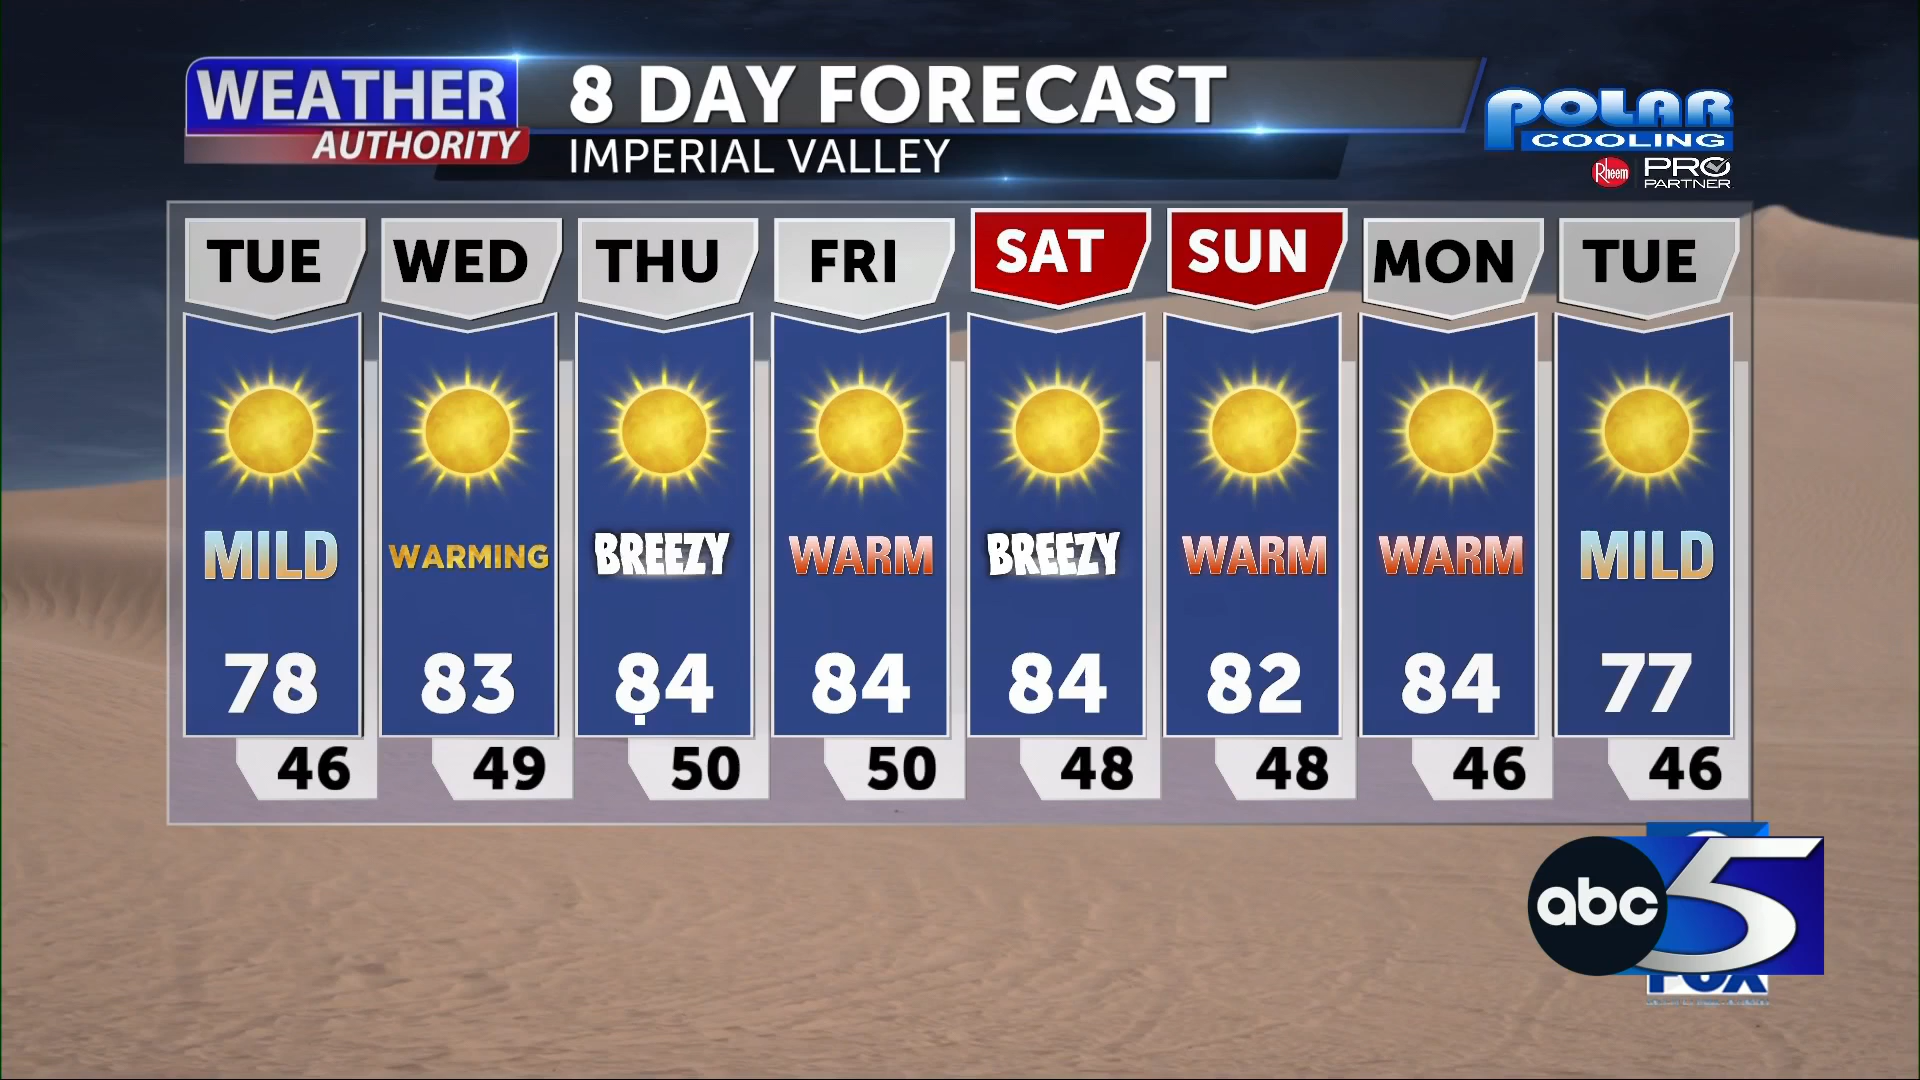 WEATHER
AUTHORITY
8 DAY FORECAST
IMPERIAL VALLEY
POLAR
COOLING
Rheem PRO
PARTNER
TUE WED THU FRI SAT SUN MON TUE
MILD WARMING BREEZY WARM BREEZY WARM WARM MILD
78 83 84 84 84 82 84 77
46 49 50 50 48 48 46 46
abc 5
FOX